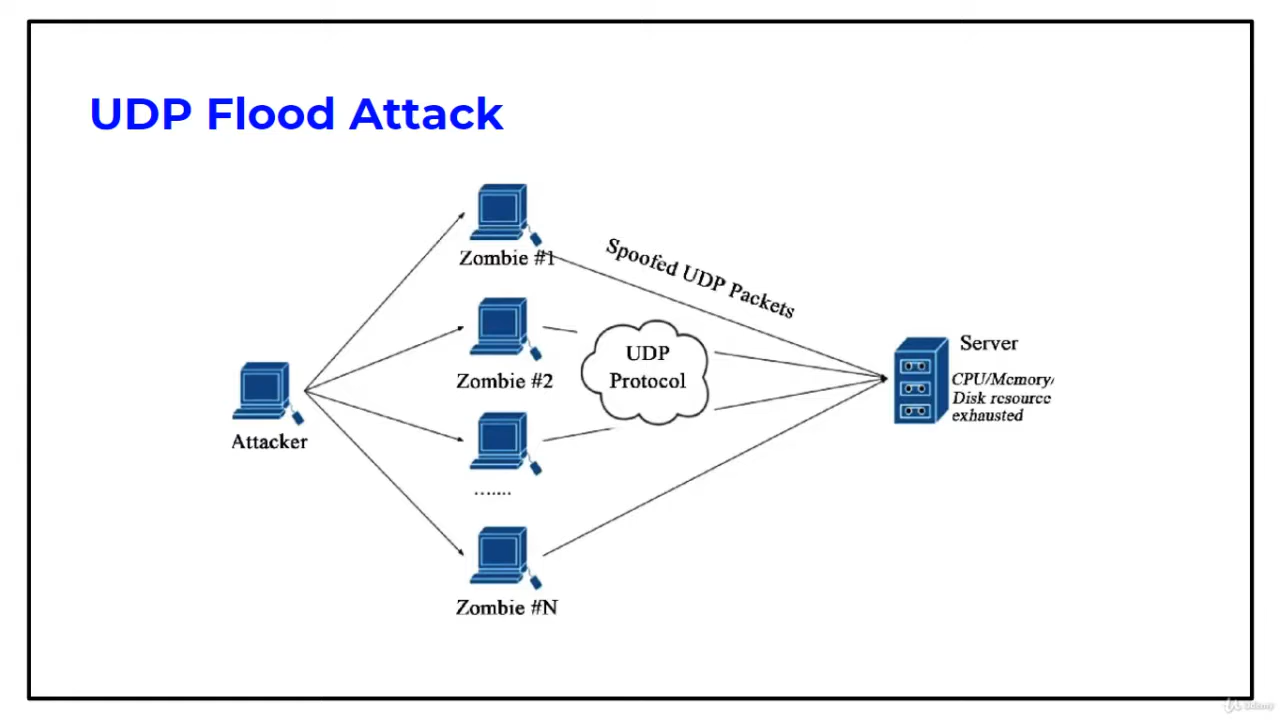 UDP Flood Attack
Zombie #1
Spoofed UDP Packets
Zombie #2
UDP
Protocol
Server
CPU/Memory/
Disk resource
exhausted
Attacker
.......
Zombie #N
Udemy